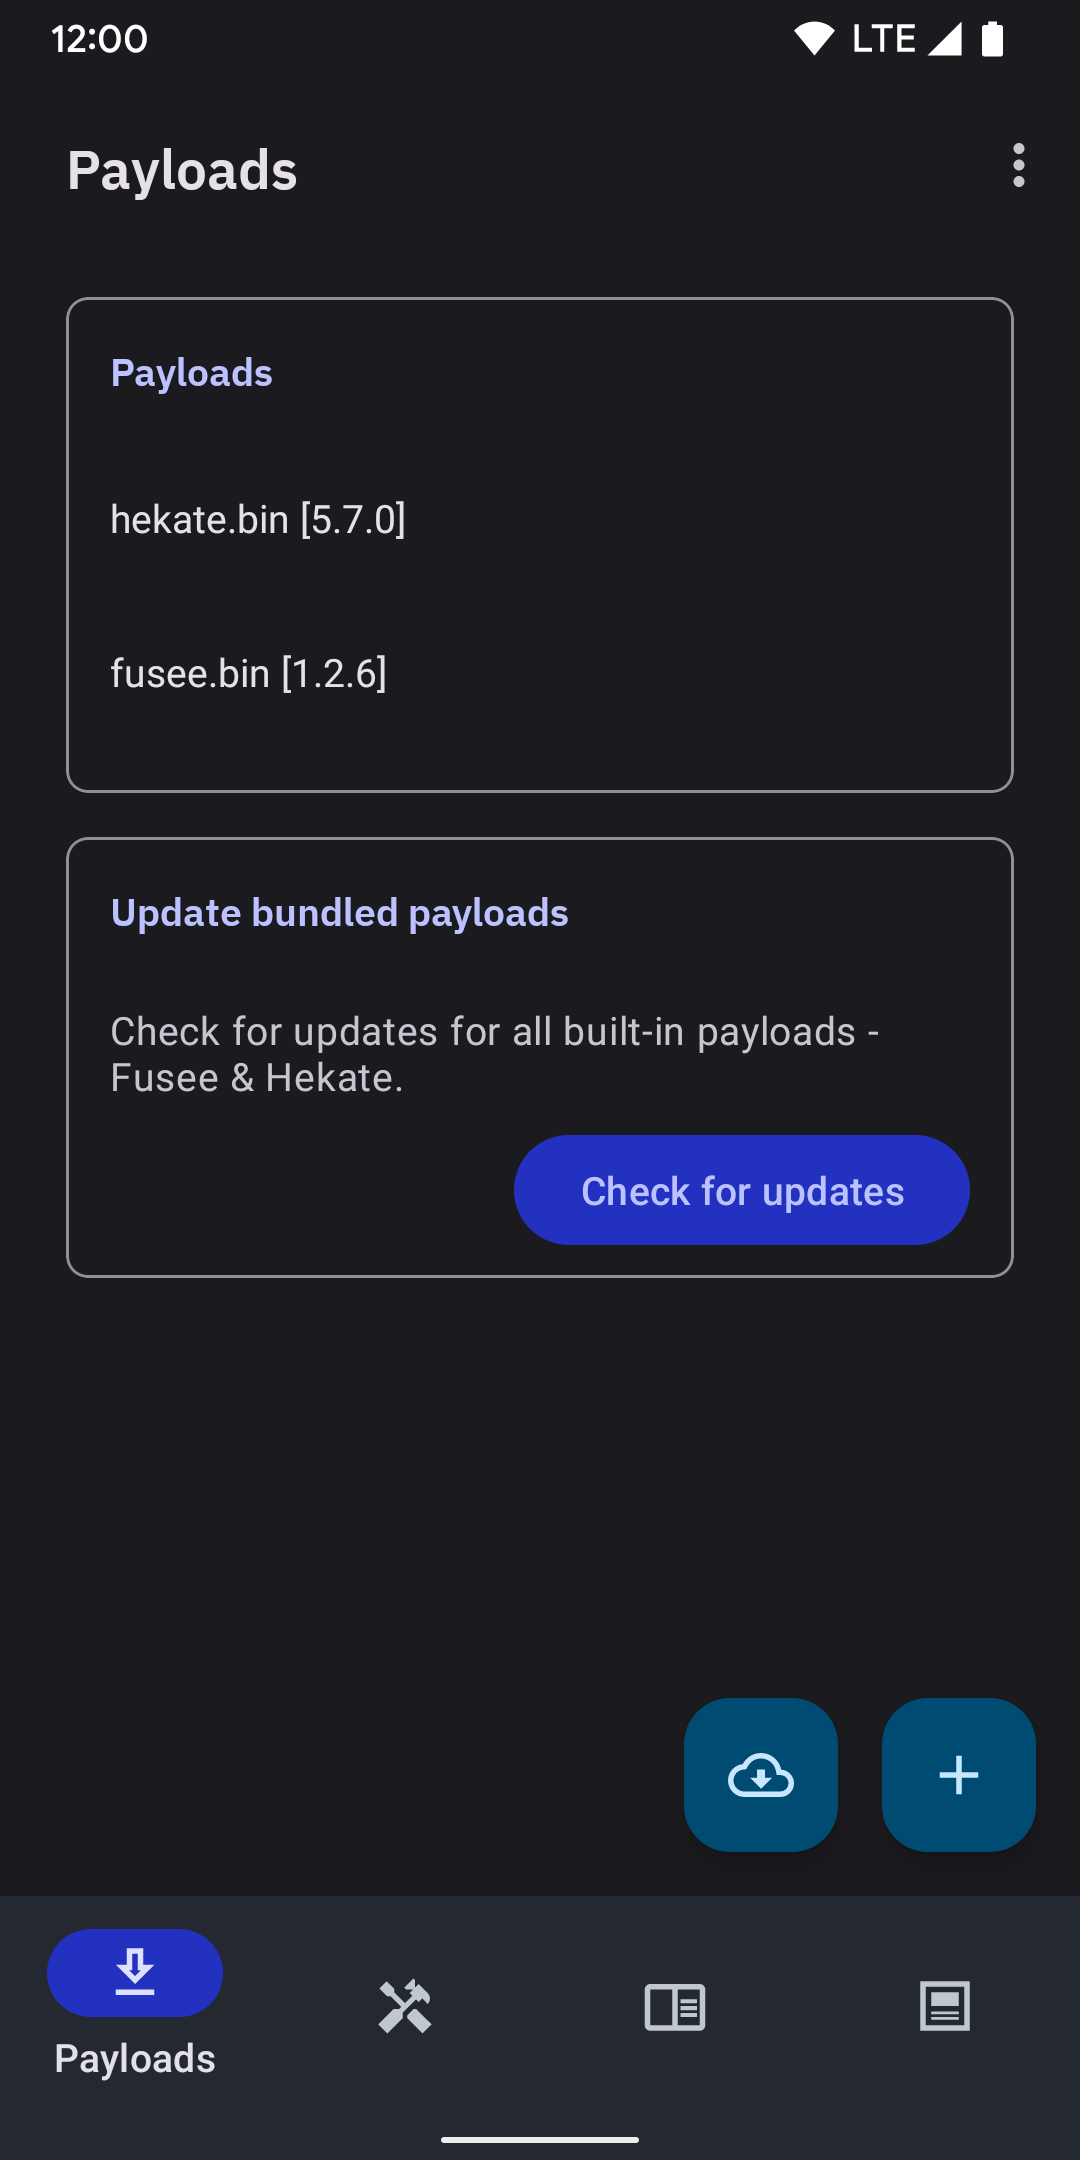 12:00
LTE
Payloads
Payloads
hekate.bin [5.7.0]
fusee.bin [1.2.6]
Update bundled payloads
Check for updates for all built-in payloads -
Fusee & Hekate.
Check for updates
Payloads